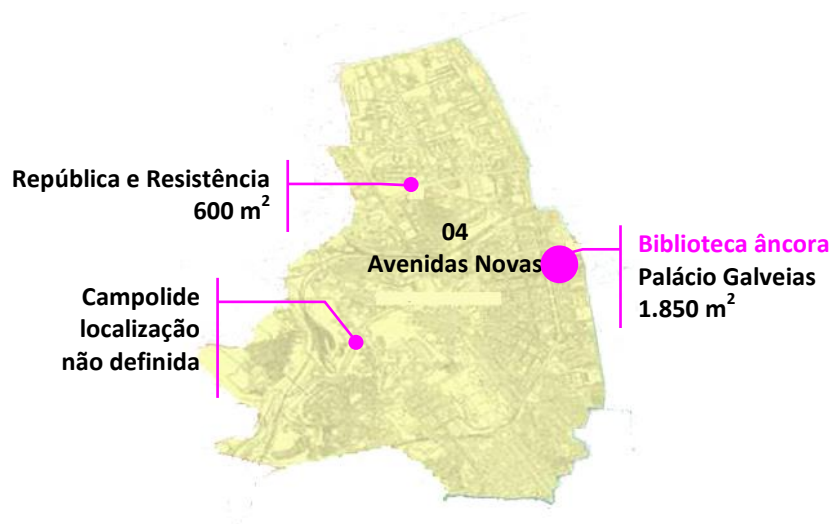 República e Resistência
600 m²
04
Avenidas Novas
Biblioteca âncora
Palácio Galveias
1.850 m²
Campolide
localização
não definida